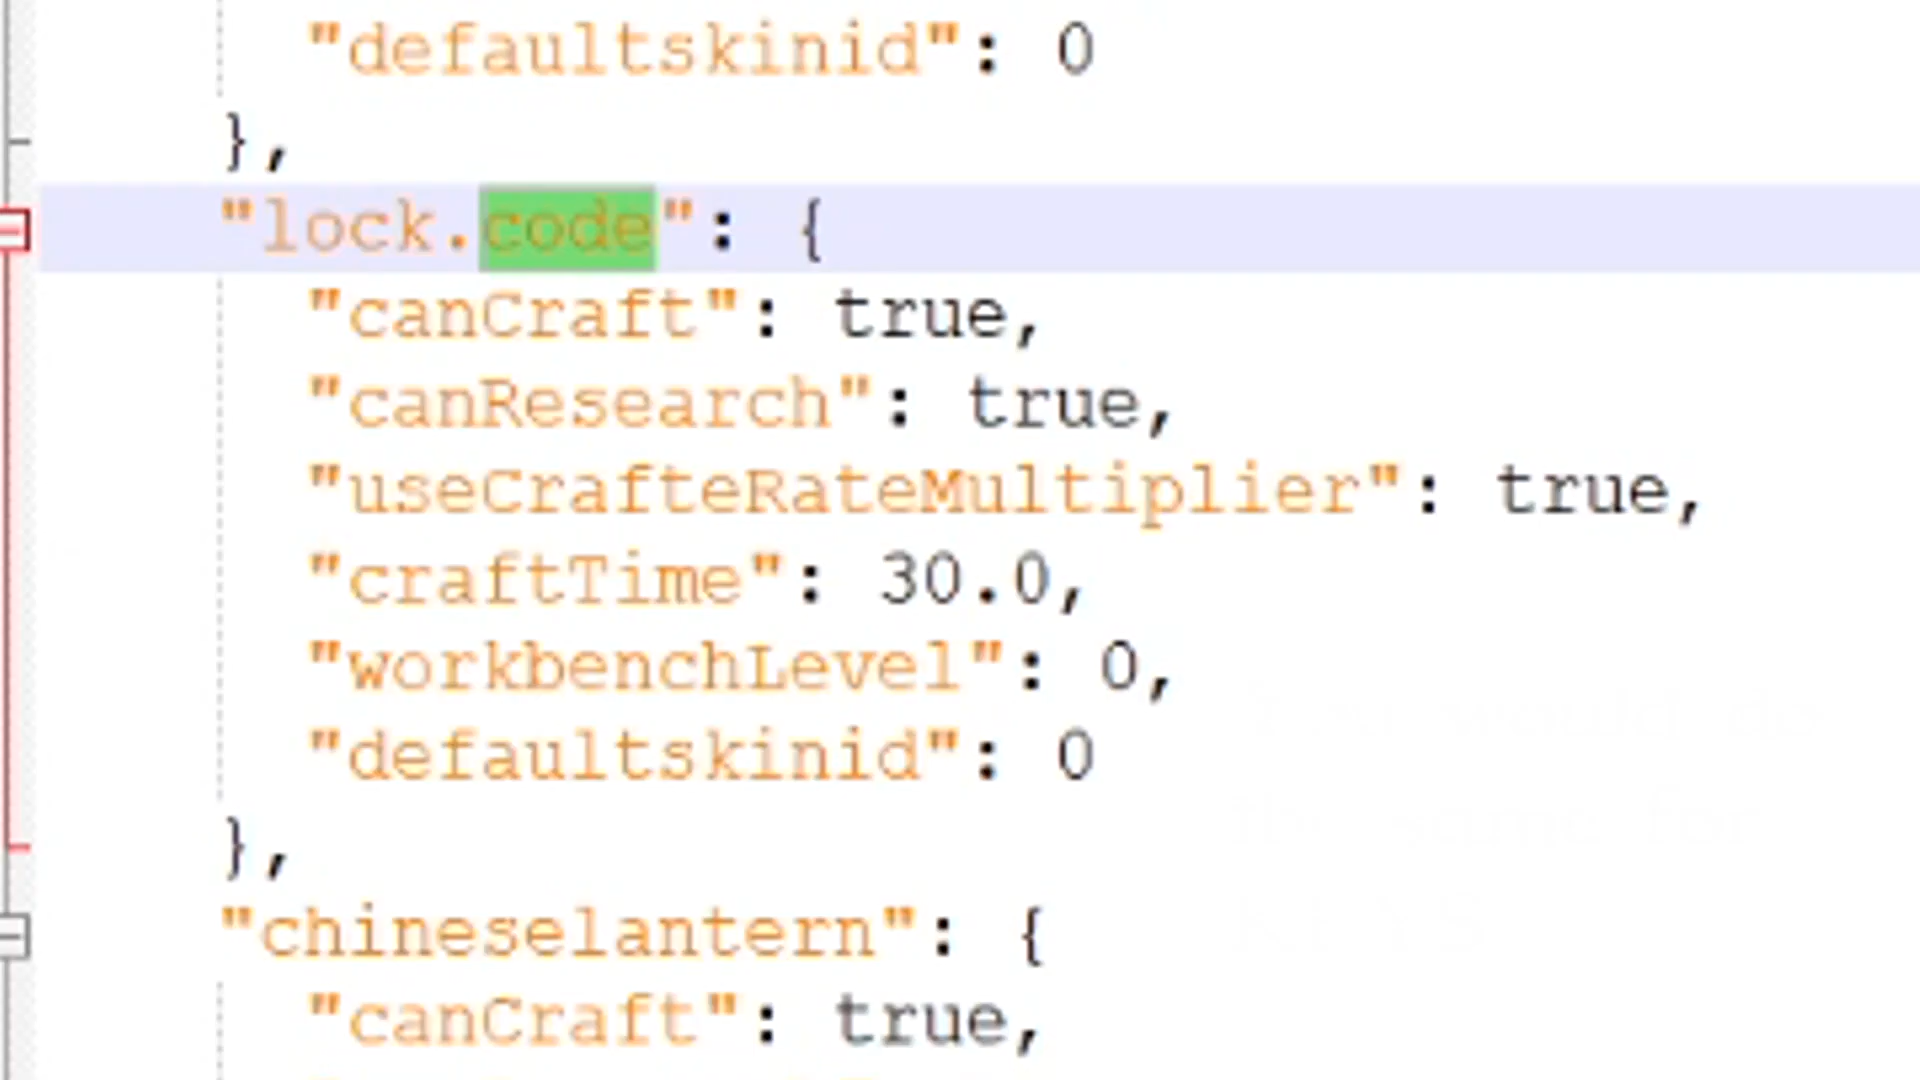 "defaultskinid": 0
},
"lock.code": {
"canCraft": true,
"canResearch": true,
"useCrafteRateMultiplier": true,
"craftTime": 30.0,
"workbenchLevel": 0,
"defaultskinid": 0
},
"chineselantern": {
"canCraft": true,